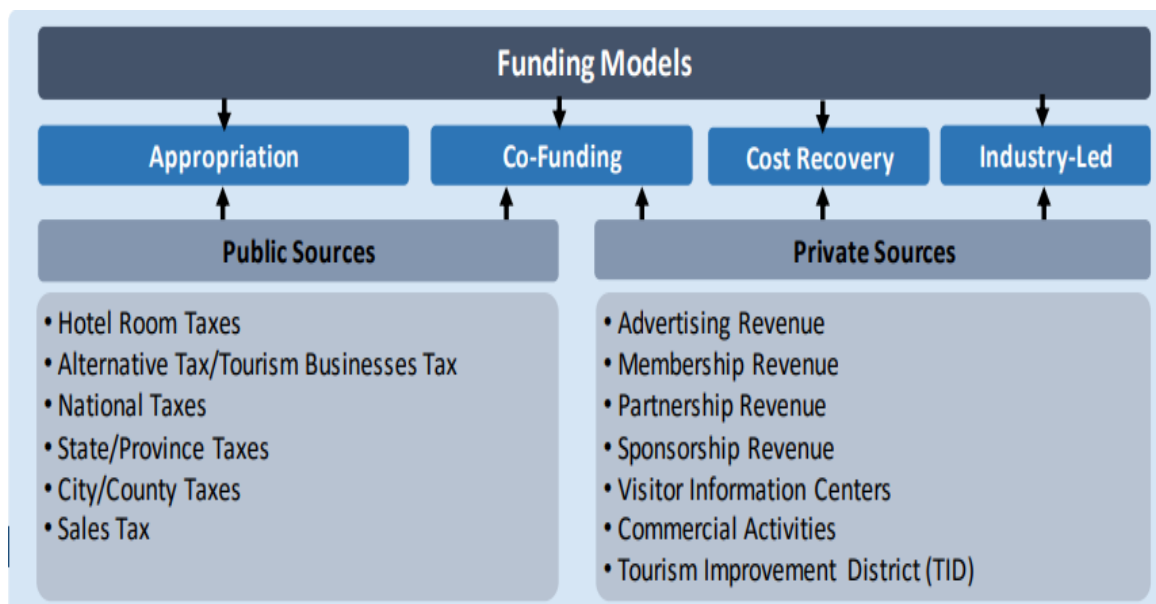 Funding Models
Appropriation
Co-Funding
Cost Recovery
Industry-Led
Public Sources
• Hotel Room Taxes
• Alternative Tax/Tourism Businesses Tax
• National Taxes
• State/Province Taxes
• City/County Taxes
• Sales Tax
Private Sources
• Advertising Revenue
• Membership Revenue
• Partnership Revenue
• Sponsorship Revenue
• Visitor Information Centers
• Commercial Activities
• Tourism Improvement District (TID)